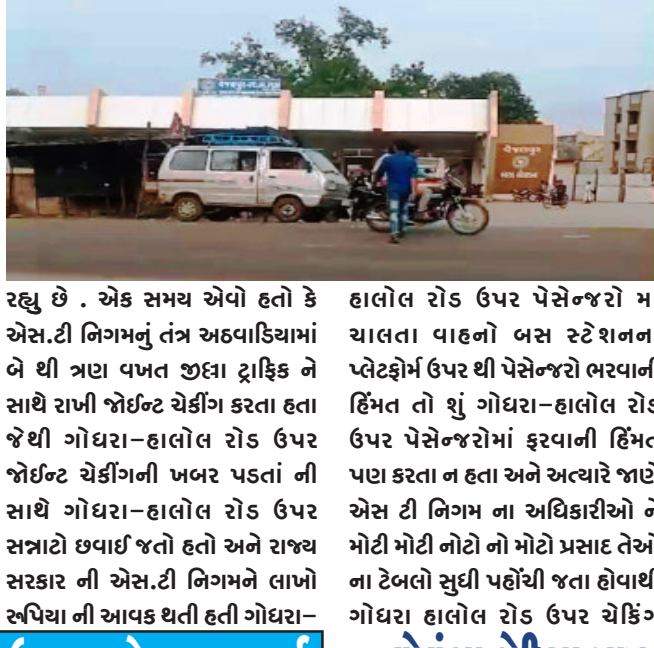 રહ્યુ છે . એક સમય એવો હતો કે
એસ.ટી નિગમનું તંત્ર અઠવાડિયામાં
બે થી ત્રણ વખત જીલ્લા ટ્રાફિક ને
સાથે રાખી જોઈન્ટ ચેકીંગ કરતા હતા
જેથી ગોધરા–હાલોલ રોડ ઉપર
જોઈન્ટ ચેકીંગની ખબર પડતાં ની
સાથે ગોધરા–હાલોલ રોડ ઉપર
સન્નાટો છવાઈ જતો હતો અને રાજ્ય
સરકાર ની એસ.ટી નિગમને લાખો
રૂપિયા ની આવક થતી હતી ગોધરા–
હાલોલ રોડ ઉપર પેસેન્જરો મ
ચાલતા વાહનો બસ સ્ટેશનન
પ્લેટફોર્મ ઉપર થી પેસેન્જરો ભરવાની
હિંમત તો શું ગોધરા–હાલોલ રોડ
ઉપર પેસેન્જરોમાં ફરવાની હિંમત
પણ કરતા ન હતા અને અત્યારે જાણે
એસ ટી નિગમ ના અધિકારીઓ ને
મોટી મોટી નોટો નો મોટો પ્રસાદ તેઓ
ના ટેબલો સુધી પહોંચી જતા હોવાથી
ગોધરા હાલોલ રોડ ઉપર ચેકિંગ